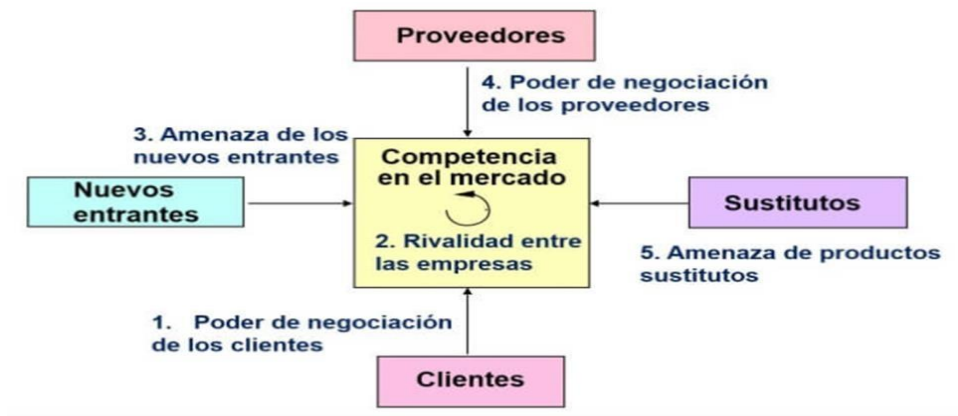 Proveedores
4. Poder de negociación
de los proveedores
3. Amenaza de los
nuevos entrantes
Competencia
en el mercado
Nuevos
entrantes
Sustitutos
2. Rivalidad entre
las empresas
5. Amenaza de productos
sustitutos
1. Poder de negociación
de los clientes
Clientes